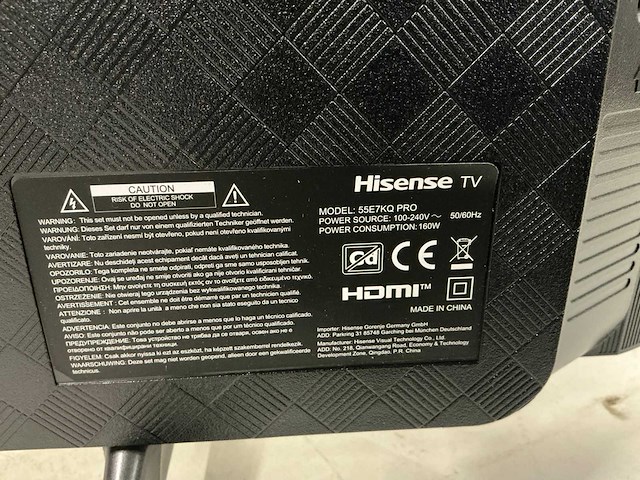 CAUTION
RISK OF ELECTRIC SHOCK
DO NOT OPEN
WARNING: This set must not be opened unless by a qualified technician.
WARNUNG: Dieses Set darf nur von einem qualifizierten Techniker geöffnet werden.
VAROVÁNÍ: Toto zařízení nesmí být otevřeno, pokud nejste kvalifikovanými
techniky.
VAROVANIE: Toto zariadenie neotvárajte, pokiaľ nemáte kvalifikovaného technika.
AVERTIZARE: Nu deschideți acest echipament decât dacă aveți un tehnician calificat.
OPOZORILO: Tega kompleta ne smete odpirati, odpred ga sme samo usposobljen tehnik.
UPOZORENJE: Ovaj se uređaj ne smije otvarati ako ga nije otvorio kvalificirani tehničar.
ΠΡΟΕΙΔΟΠΟΙΗΣΗ: Μην ανοίγετε τη συσκευή εκτός αν το ανοίξετε από ειδικευμένο τεχνικό.
OSTRZEŻENIE: Nie otwieraj tego urządzenia bez wykwalifikowanego technika.
AVERTISSEMENT: Cet ensemble ne doit être démarré que par un technicien qualifié.
ATTENZIONE: Non aprire la unità a meno che non sia stato eseguito da un tecnico
qualificato.
ADVERTENCIA: Este conjunto no debe abrirse a menos que lo haga un técnico calificado.
AVISO: Este conjunto não pode ser aberto a menos que por um técnico qualificado.
ПРЕДУПРЕЖДЕНИЕ: Това устройство не трябва да се отваря, освен ако не е
отворено от квалифициран техник.
FIGYELEM: Csak akkor nyissa ki ezt az eszközt, ha képzett szakemberrel rendelkezik.
WAARSCHUWING: Deze set mag niet worden geopend, alleen door een gekwalificeerde
technicus.
Hisense TV
MODEL: 55E7KQ PRO
POWER SOURCE: 100-240V～ 50/60Hz
POWER CONSUMPTION: 160W
Cd CE
HDMI™
MADE IN CHINA
Importer: Hisense Gorenje Germany GmbH
ADD: Parking 31 85748 Garching bei München Deutschland
Manufacturer: Hisense Visual Technology Co., Ltd.
ADD: No. 218, Qianwangang Road, Economy & Technology
Development Zone, Qingdao, P.R. China